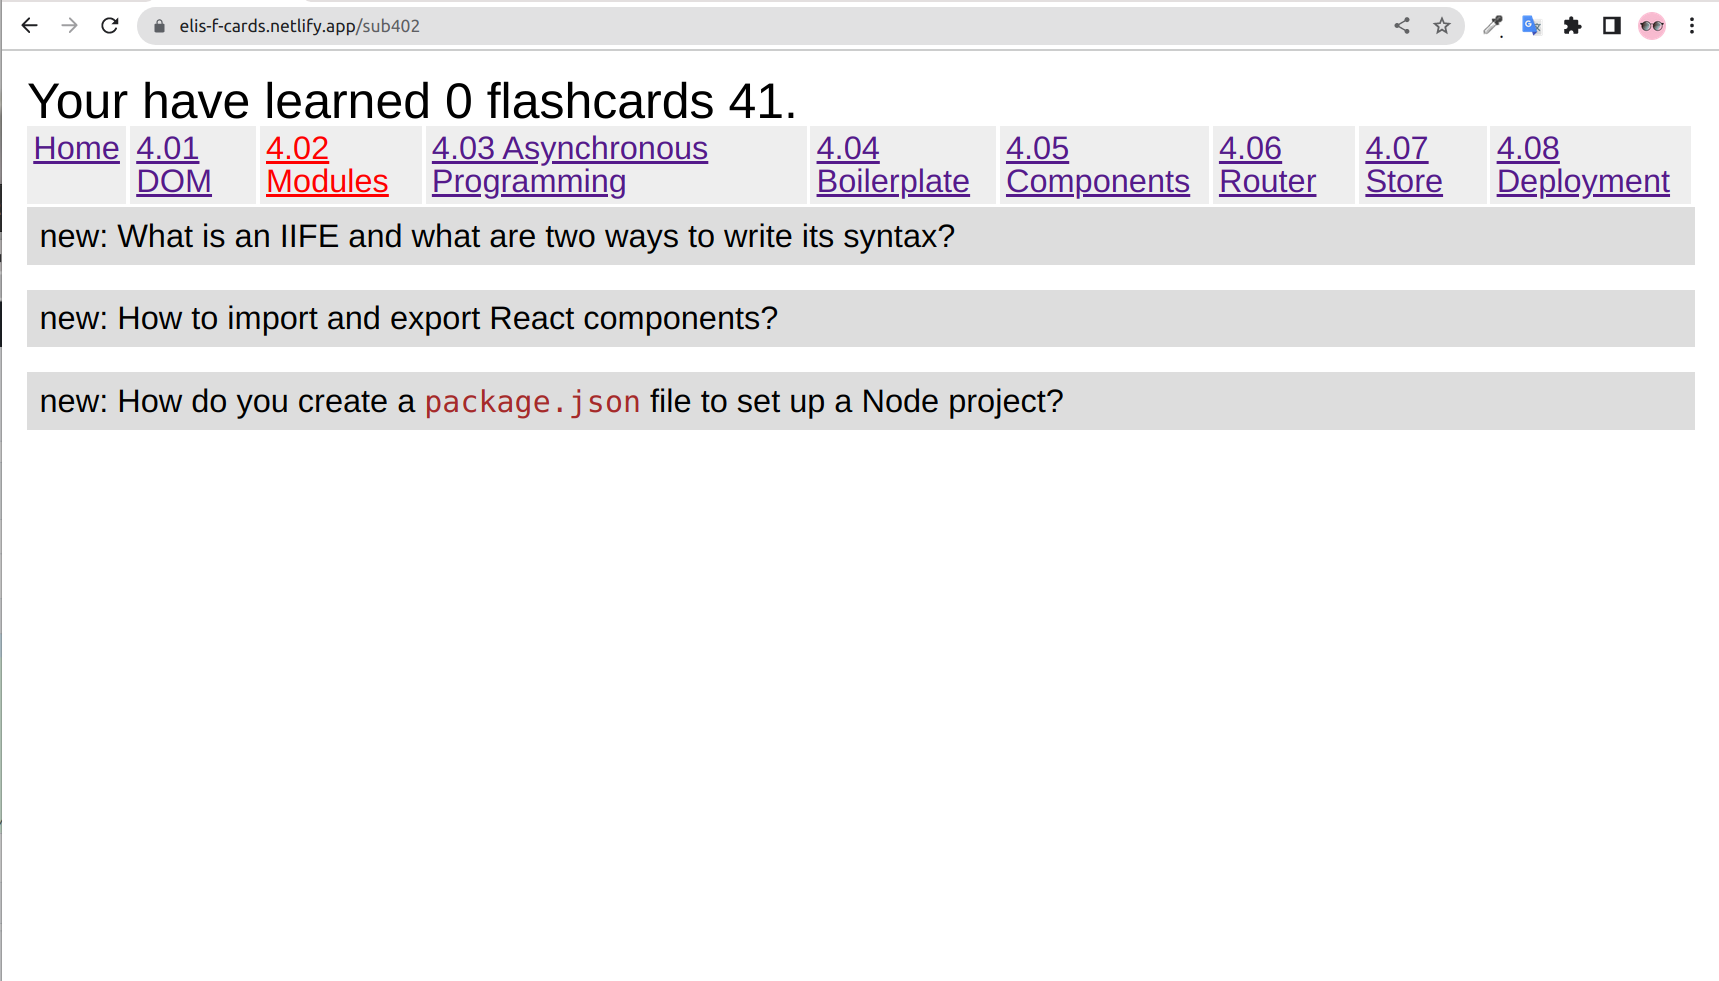 elis-f-cards.netlify.app/sub402
Your have learned 0 flashcards 41.
Home 4.01 4.02 4.03 Asynchronous 4.04 4.05 4.06 4.07 4.08
DOM Modules Programming Boilerplate Components Router Store Deployment
new: What is an IIFE and what are two ways to write its syntax?
new: How to import and export React components?
new: How do you create a package.json file to set up a Node project?